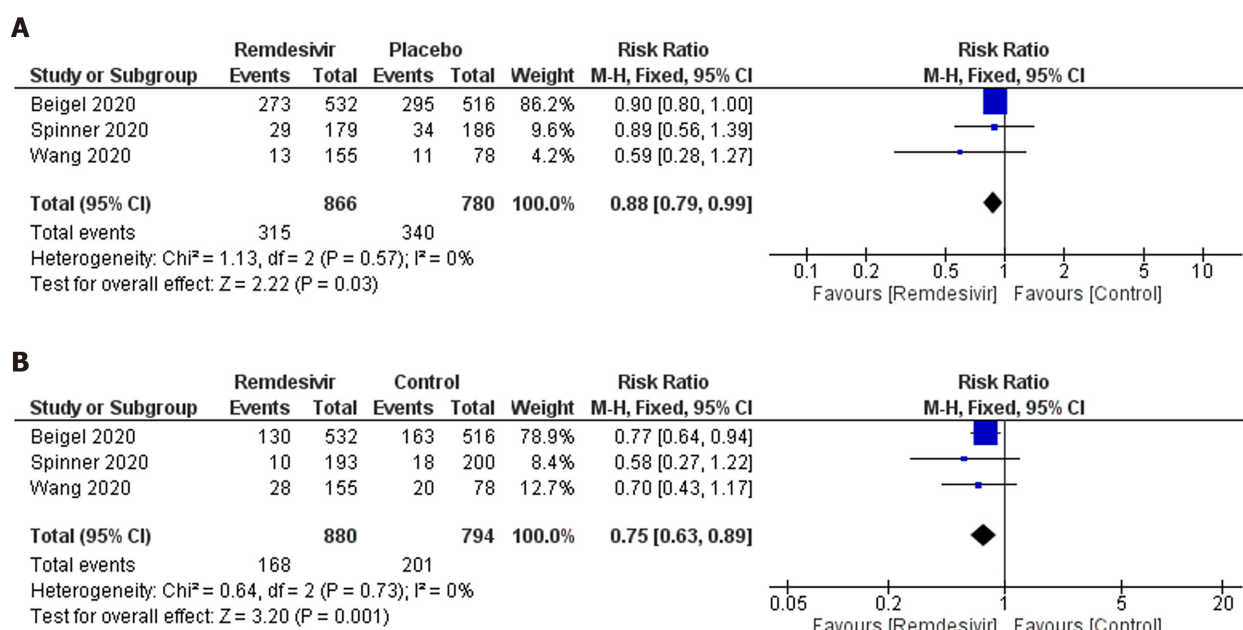 A
Remdesivir Placebo Risk Ratio Risk Ratio
Study or Subgroup Events Total Events Total Weight M-H, Fixed, 95% CI M-H, Fixed, 95% CI
Beigel 2020 273 532 295 516 86.2% 0.90 [0.80, 1.00]
Spinner 2020 29 179 34 186 9.6% 0.89 [0.56, 1.39]
Wang 2020 13 155 11 78 4.2% 0.59 [0.28, 1.27]
Total (95% CI) 866 780 100.0% 0.88 [0.79, 0.99]
Total events 315 340
Heterogeneity: Chi² = 1.13, df = 2 (P = 0.57); I² = 0%
Test for overall effect: Z = 2.22 (P = 0.03)
0.1 0.2 0.5 1 2 5 10
Favours [Remdesivir] Favours [Control]
B
Remdesivir Control Risk Ratio Risk Ratio
Study or Subgroup Events Total Events Total Weight M-H, Fixed, 95% CI M-H, Fixed, 95% CI
Beigel 2020 130 532 163 516 78.9% 0.77 [0.64, 0.94]
Spinner 2020 10 193 18 200 8.4% 0.58 [0.27, 1.22]
Wang 2020 28 155 20 78 12.7% 0.70 [0.43, 1.17]
Total (95% CI) 880 794 100.0% 0.75 [0.63, 0.89]
Total events 168 201
Heterogeneity: Chi² = 0.64, df = 2 (P = 0.73); I² = 0%
Test for overall effect: Z = 3.20 (P = 0.001)
0.05 0.2 1 5 20
Favours [Remdesivir] Favours [Control]